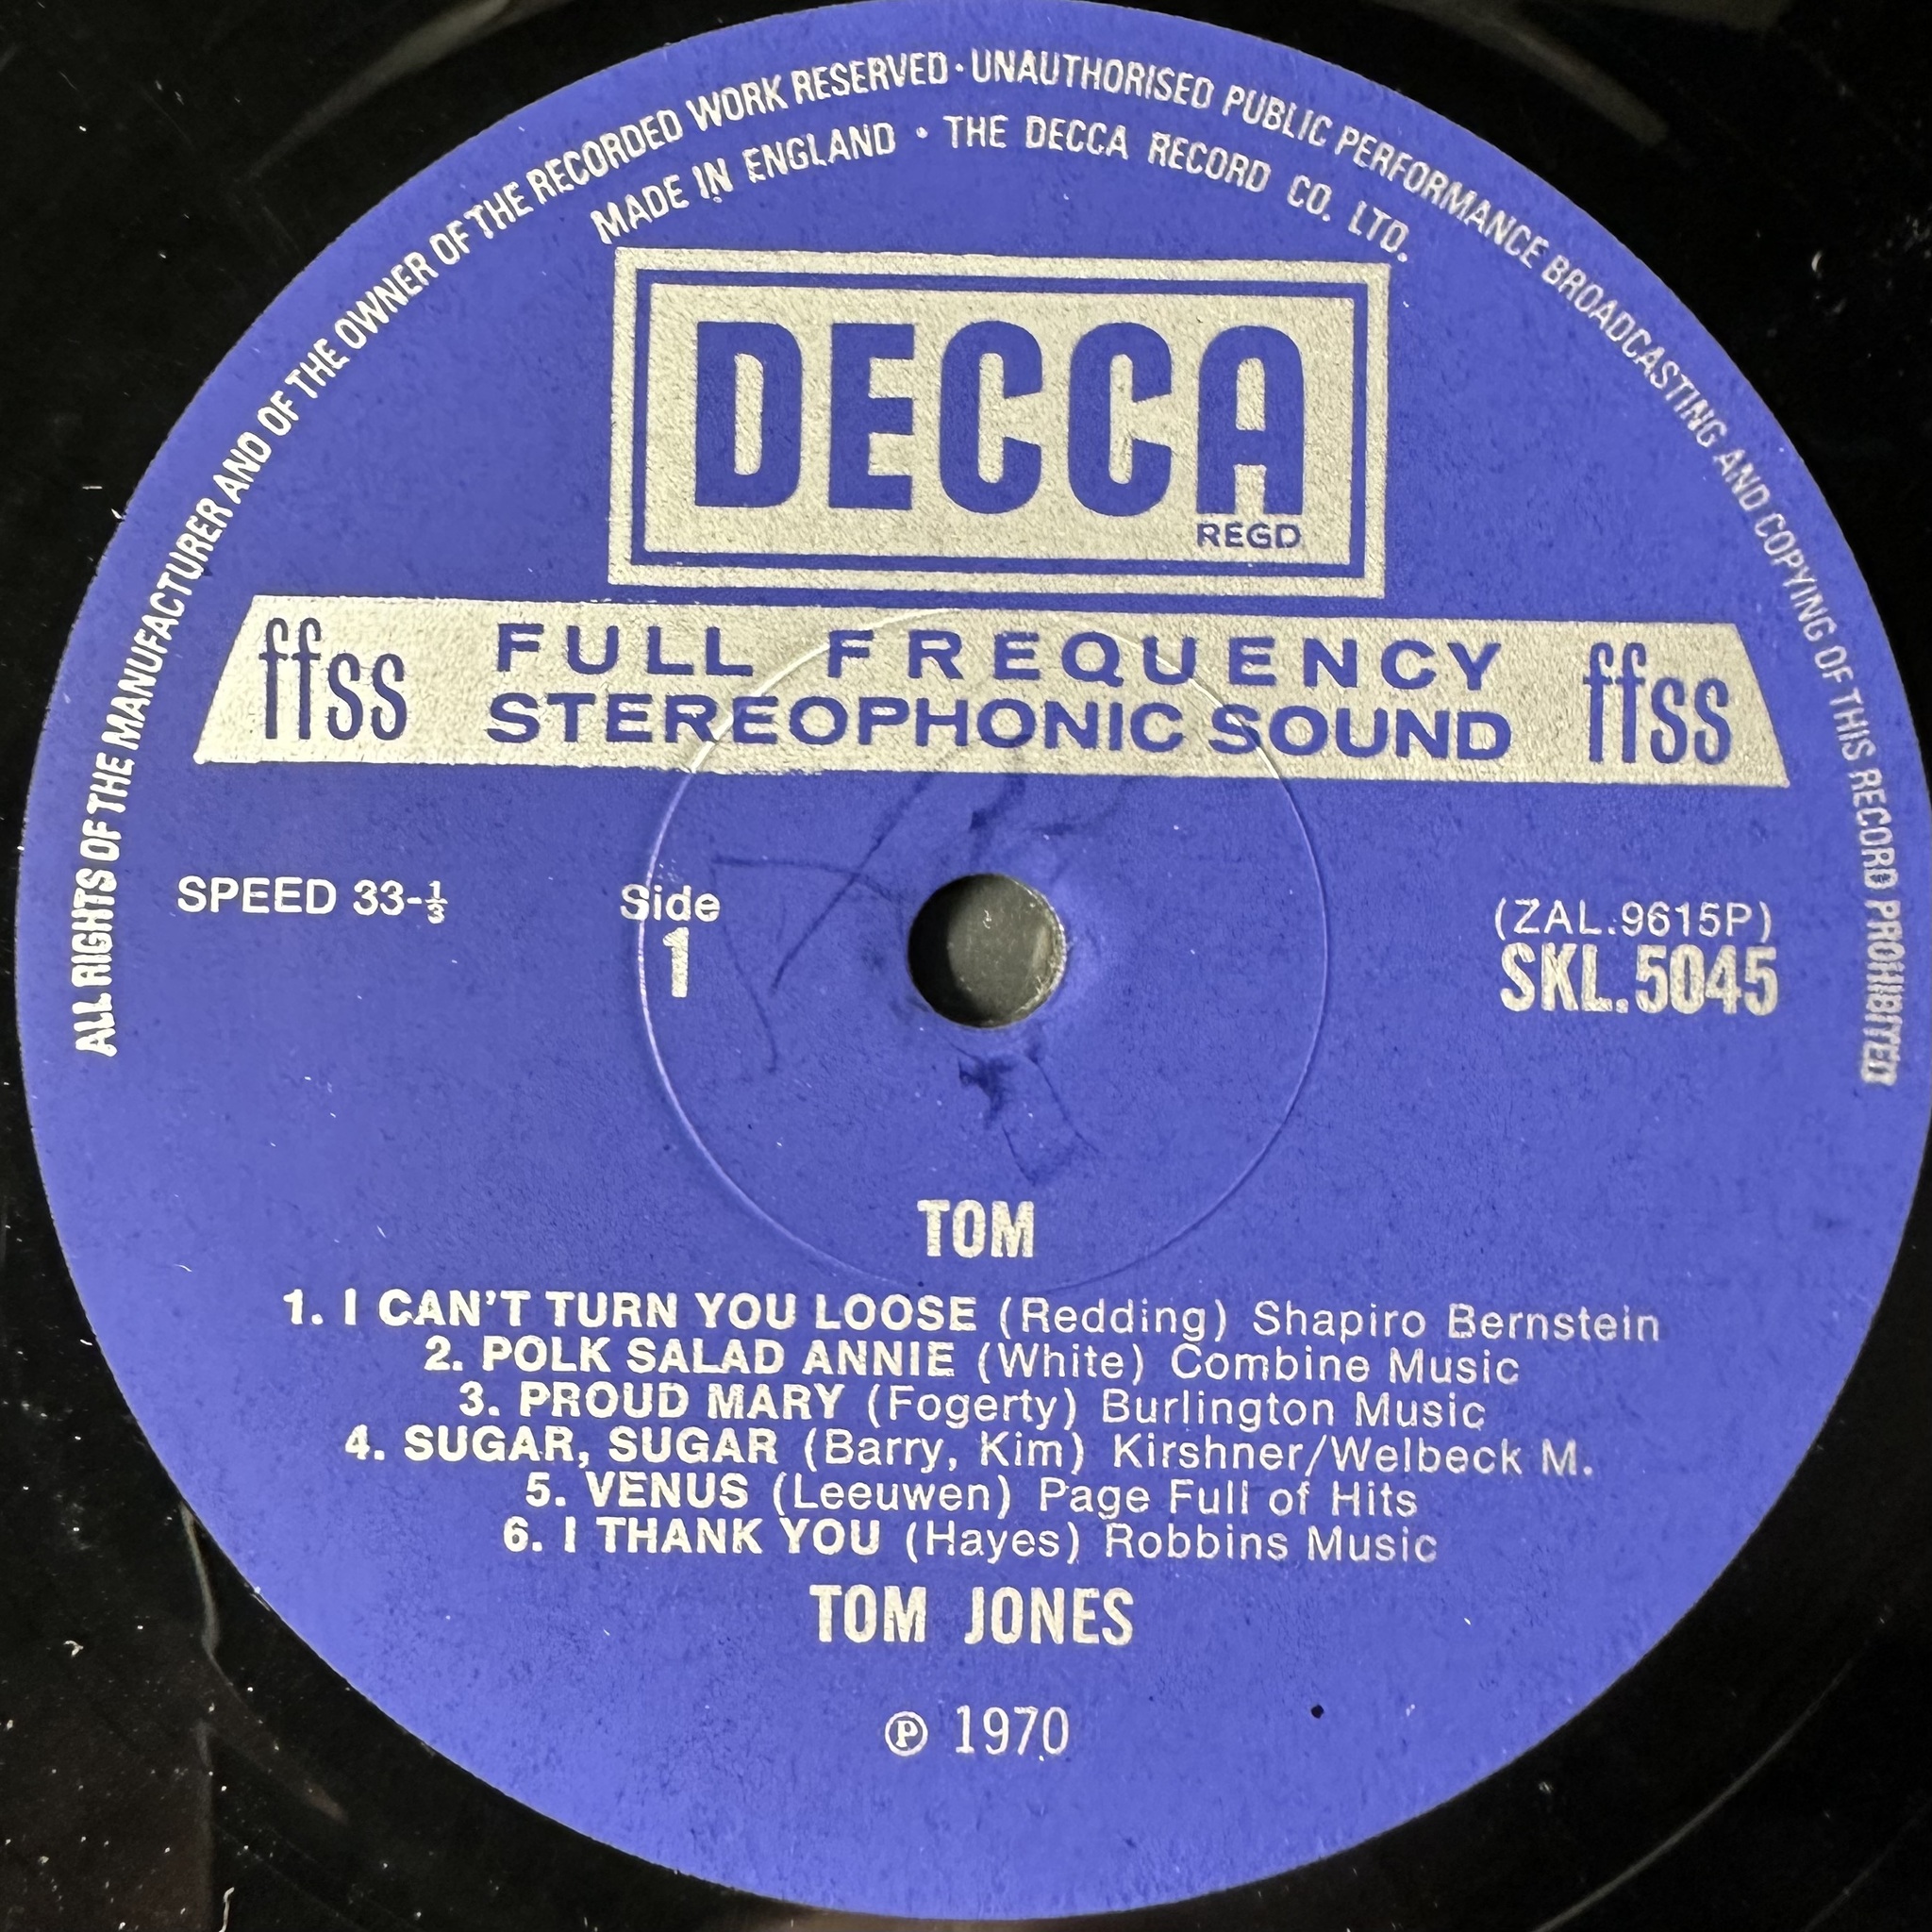 ALL RIGHTS OF THE MANUFACTURER AND OF THE OWNER OF THE RECORDED WORK RESERVED · UNAUTHORISED PUBLIC PERFORMANCE BROADCASTING AND COPYING OF THIS RECORD PROHIBITED
MADE IN ENGLAND · THE DECCA RECORD CO. LTD.
DECCA
REGD
ffss FULL FREQUENCY STEREOPHONIC SOUND ffss
SPEED 33-⅓
Side
1
(ZAL.9615P)
SKL.5045
TOM
1. I CAN'T TURN YOU LOOSE (Redding) Shapiro Bernstein
2. POLK SALAD ANNIE (White) Combine Music
3. PROUD MARY (Fogerty) Burlington Music
4. SUGAR, SUGAR (Barry, Kim) Kirshner/Welbeck M.
5. VENUS (Leeuwen) Page Full of Hits
6. I THANK YOU (Hayes) Robbins Music
TOM JONES
℗ 1970